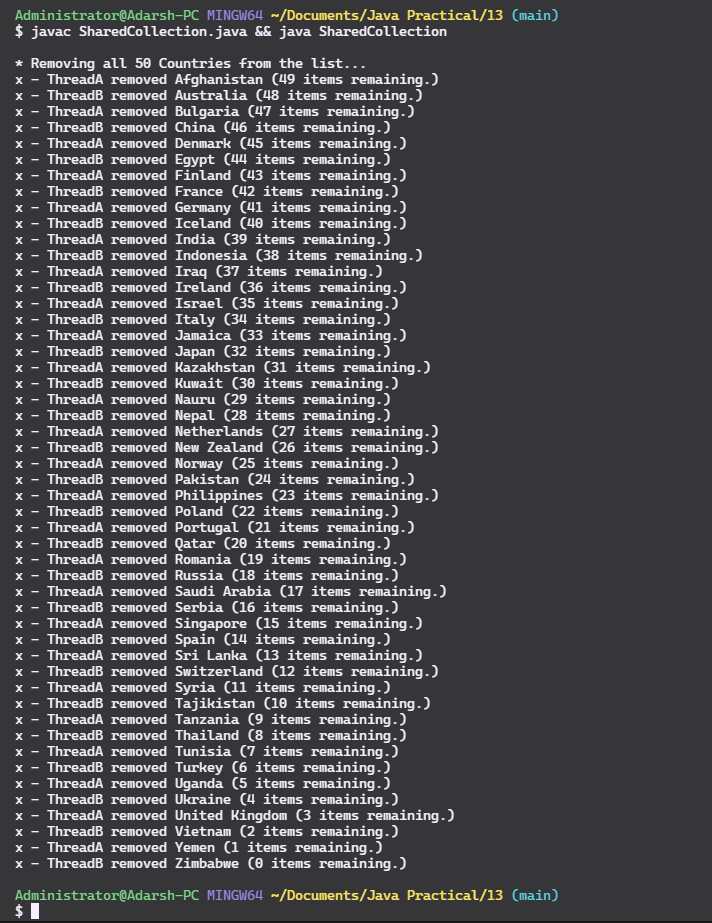 Administrator@Adarsh-PC MINGW64 ~/Documents/Java Practical/13 (main)
$ javac SharedCollection.java && java SharedCollection
* Removing all 50 Countries from the list...
x - ThreadA removed Afghanistan (49 items remaining.)
x - ThreadB removed Australia (48 items remaining.)
x - ThreadA removed Bulgaria (47 items remaining.)
x - ThreadB removed China (46 items remaining.)
x - ThreadA removed Denmark (45 items remaining.)
x - ThreadB removed Egypt (44 items remaining.)
x - ThreadA removed Finland (43 items remaining.)
x - ThreadB removed France (42 items remaining.)
x - ThreadA removed Germany (41 items remaining.)
x - ThreadB removed Iceland (40 items remaining.)
x - ThreadA removed India (39 items remaining.)
x - ThreadB removed Indonesia (38 items remaining.)
x - ThreadA removed Iraq (37 items remaining.)
x - ThreadB removed Ireland (36 items remaining.)
x - ThreadA removed Israel (35 items remaining.)
x - ThreadB removed Italy (34 items remaining.)
x - ThreadA removed Jamaica (33 items remaining.)
x - ThreadB removed Japan (32 items remaining.)
x - ThreadA removed Kazakhstan (31 items remaining.)
x - ThreadB removed Kuwait (30 items remaining.)
x - ThreadA removed Nauru (29 items remaining.)
x - ThreadB removed Nepal (28 items remaining.)
x - ThreadA removed Netherlands (27 items remaining.)
x - ThreadB removed New Zealand (26 items remaining.)
x - ThreadA removed Norway (25 items remaining.)
x - ThreadB removed Pakistan (24 items remaining.)
x - ThreadA removed Philippines (23 items remaining.)
x - ThreadB removed Poland (22 items remaining.)
x - ThreadA removed Portugal (21 items remaining.)
x - ThreadB removed Qatar (20 items remaining.)
x - ThreadA removed Romania (19 items remaining.)
x - ThreadB removed Russia (18 items remaining.)
x - ThreadA removed Saudi Arabia (17 items remaining.)
x - ThreadB removed Serbia (16 items remaining.)
x - ThreadA removed Singapore (15 items remaining.)
x - ThreadB removed Spain (14 items remaining.)
x - ThreadA removed Sri Lanka (13 items remaining.)
x - ThreadB removed Switzerland (12 items remaining.)
x - ThreadA removed Syria (11 items remaining.)
x - ThreadB removed Tajikistan (10 items remaining.)
x - ThreadA removed Tanzania (9 items remaining.)
x - ThreadB removed Thailand (8 items remaining.)
x - ThreadA removed Tunisia (7 items remaining.)
x - ThreadB removed Turkey (6 items remaining.)
x - ThreadA removed Uganda (5 items remaining.)
x - ThreadB removed Ukraine (4 items remaining.)
x - ThreadA removed United Kingdom (3 items remaining.)
x - ThreadB removed Vietnam (2 items remaining.)
x - ThreadA removed Yemen (1 items remaining.)
x - ThreadB removed Zimbabwe (0 items remaining.)
Administrator@Adarsh-PC MINGW64 ~/Documents/Java Practical/13 (main)
$